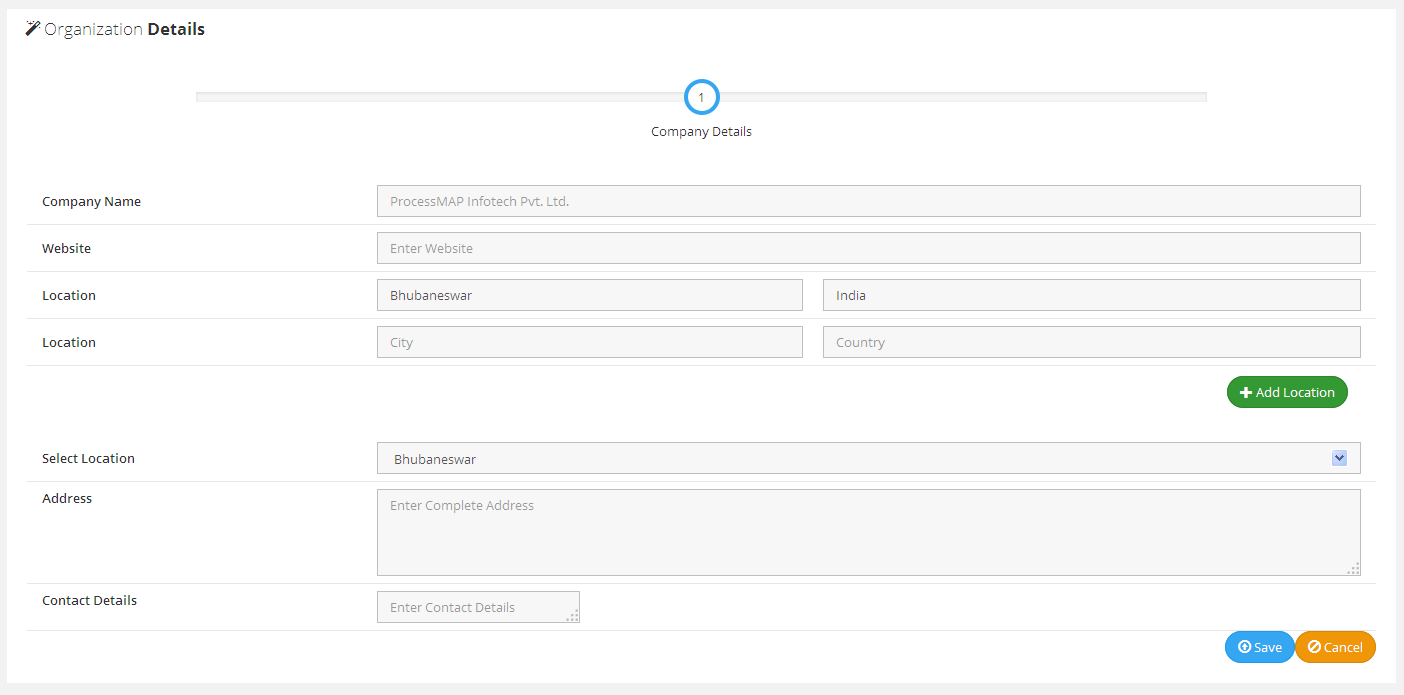 Organization Details
1
Company Details
Company Name ProcessMAP Infotech Pvt. Ltd.
Website Enter Website
Location Bhubaneswar India
Location City Country
Add Location
Select Location Bhubaneswar
Address Enter Complete Address
Contact Details Enter Contact Details
Save Cancel